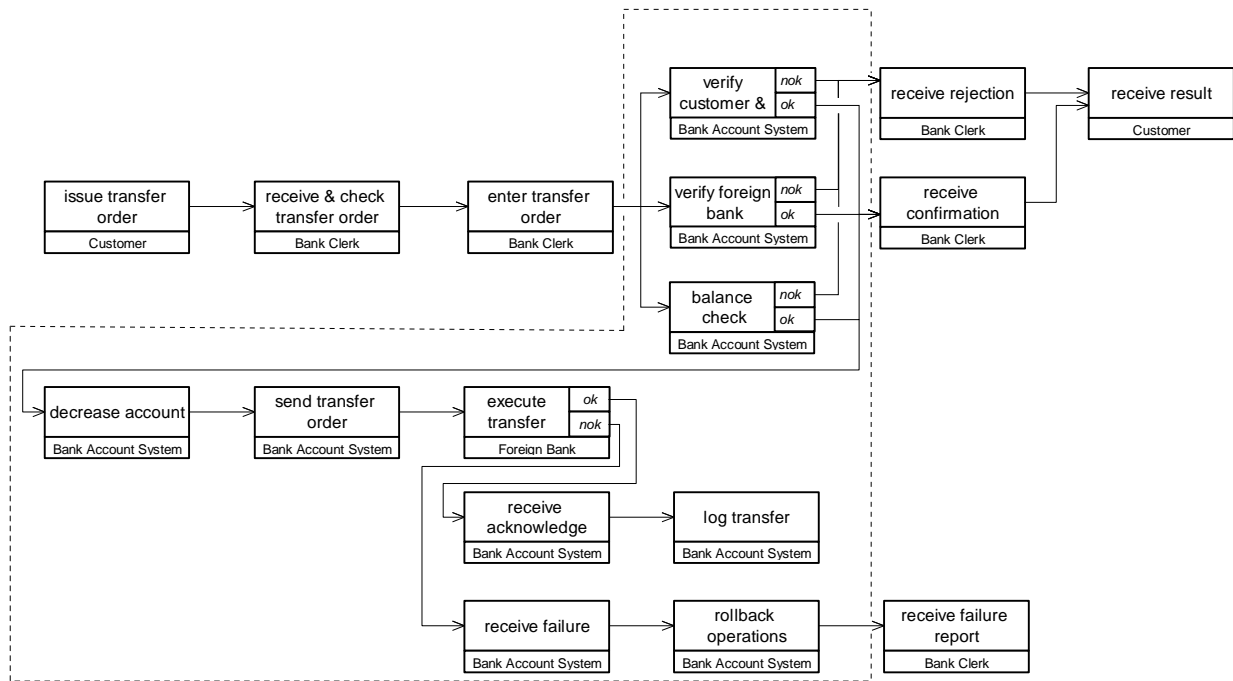 verify
customer &
nok
ok
Bank Account System
receive rejection
Bank Clerk
receive result
Customer
issue transfer
order
Customer
receive & check
transfer order
Bank Clerk
enter transfer
order
Bank Clerk
verify foreign
bank
nok
ok
Bank Account System
receive
confirmation
Bank Clerk
balance
check
nok
ok
Bank Account System
decrease account
Bank Account System
send transfer
order
Bank Account System
execute
transfer
ok
nok
Foreign Bank
receive
acknowledge
Bank Account System
log transfer
Bank Account System
receive failure
Bank Account System
rollback
operations
Bank Account System
receive failure
report
Bank Clerk